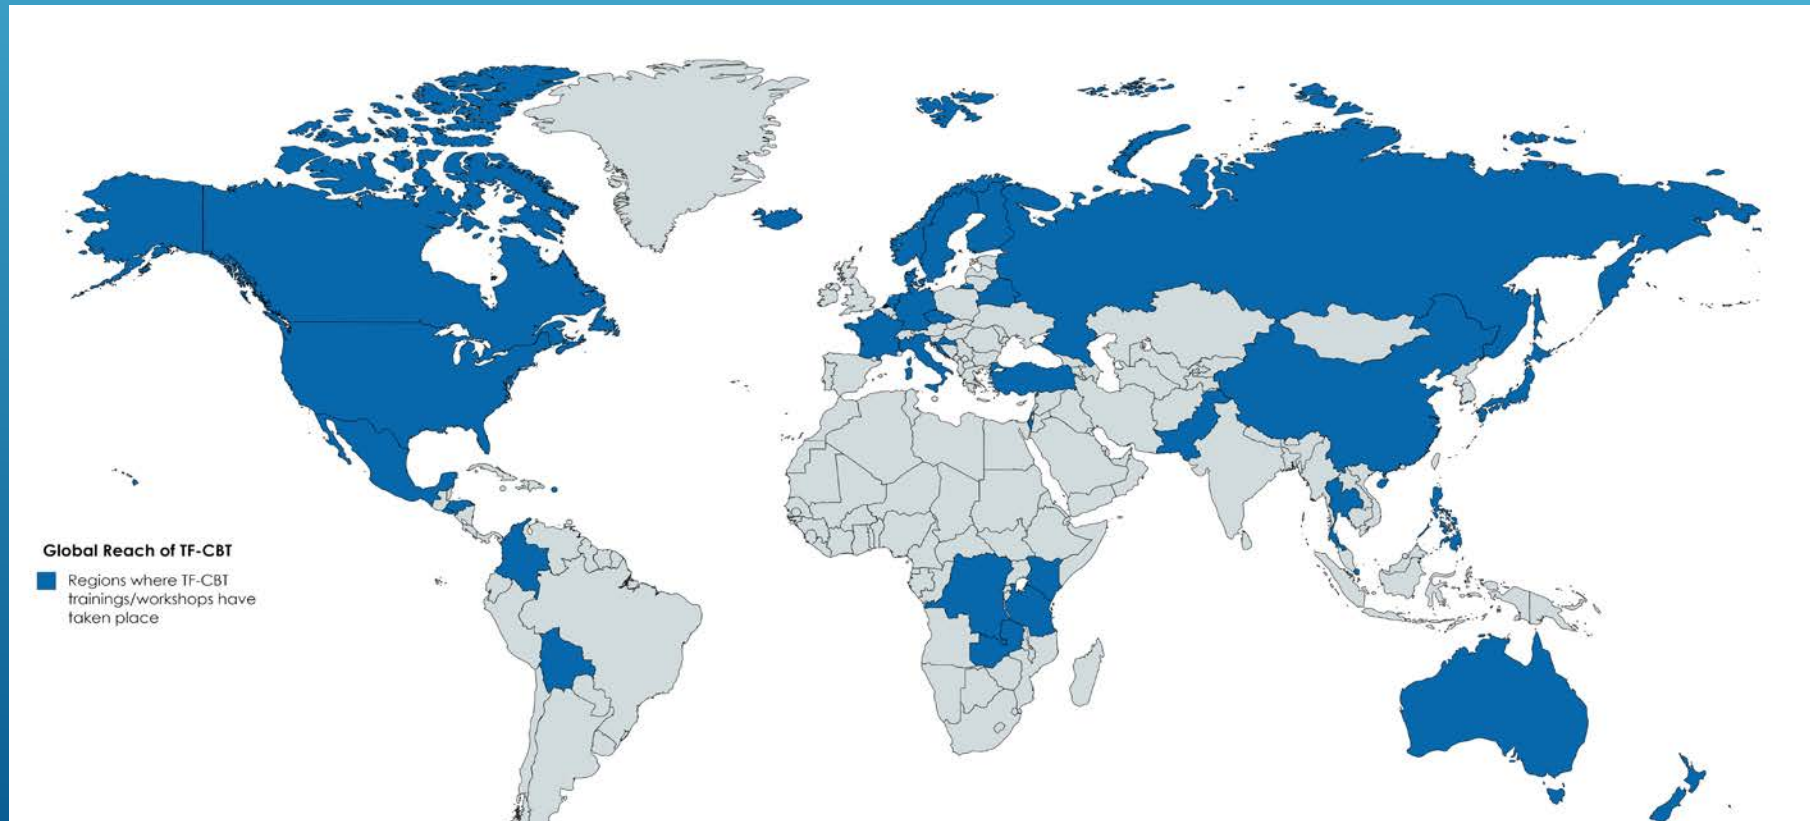 Global Reach of TF-CBT
Regions where TF-CBT
trainings/workshops have
taken place